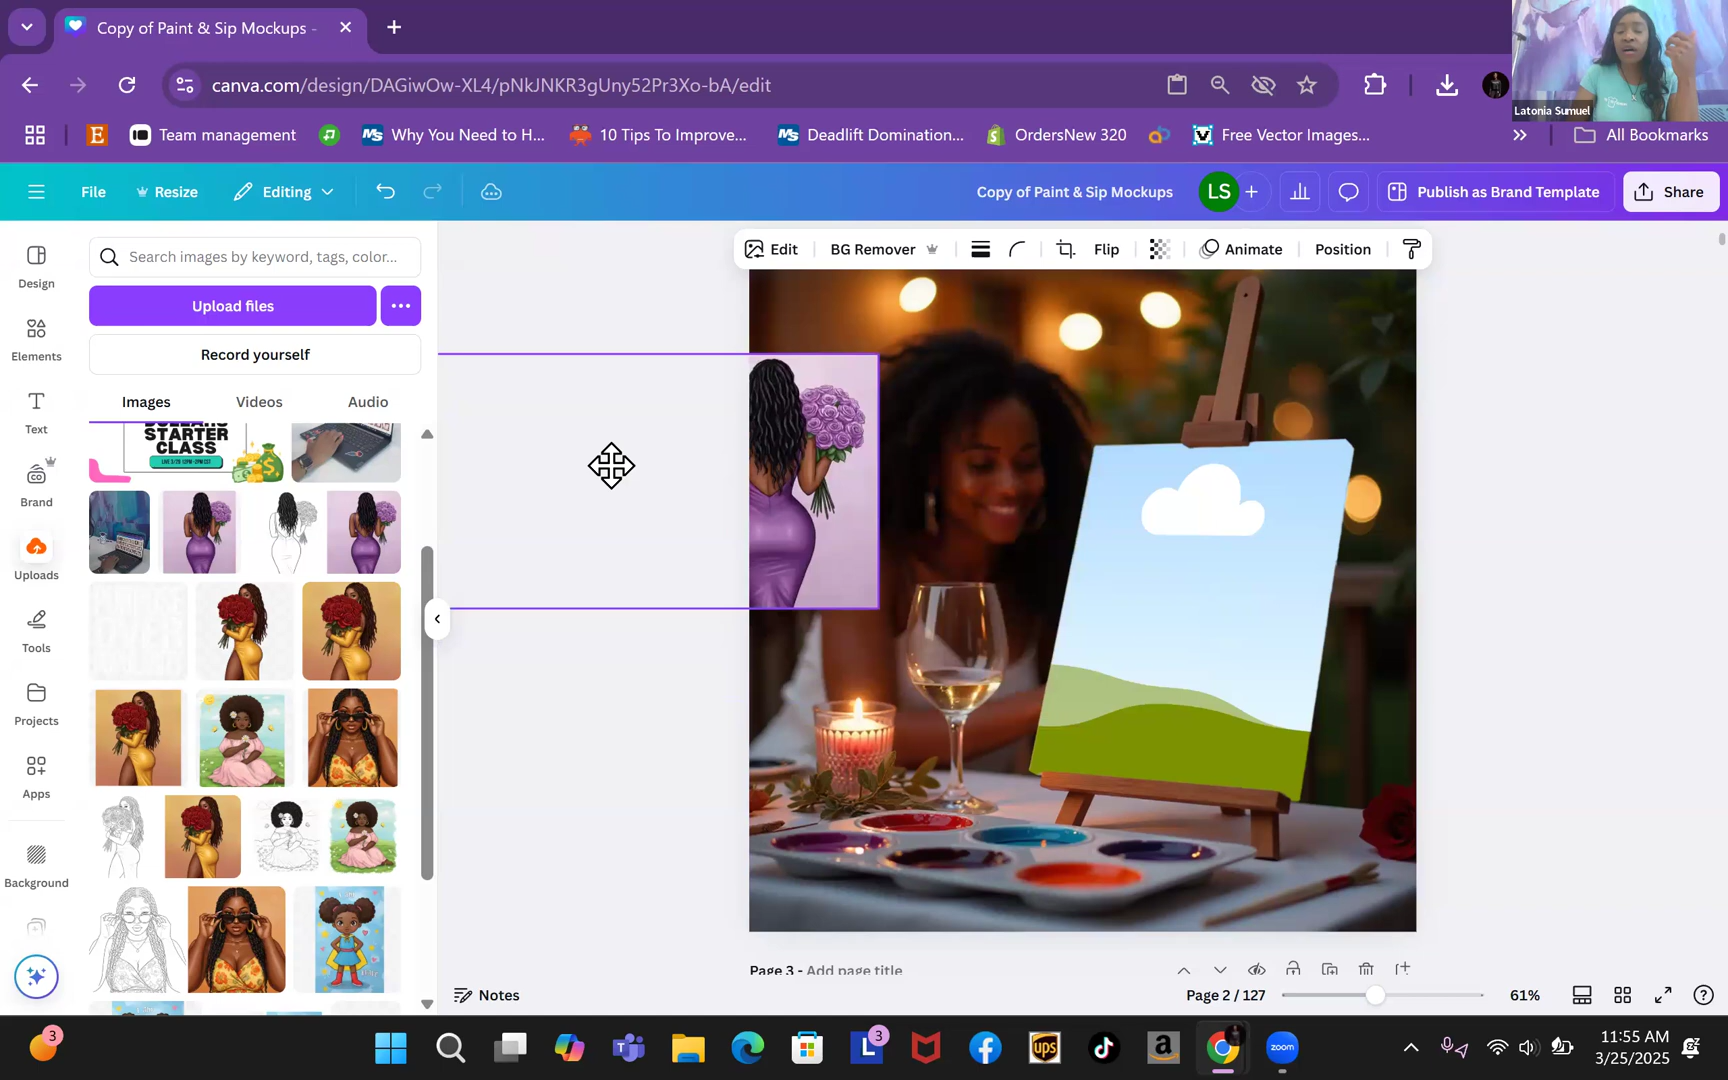 Copy of Paint & Sip Mockups -
canva.com/design/DAGiwOw-XL4/pNkJNKR3gUny52Pr3Xo-bA/edit
Latonia Sumuel
Team management
Why You Need to H...
10 Tips To Improve...
Deadlift Domination...
OrdersNew 320
Free Vector Images...
All Bookmarks
File
Resize
Editing
Copy of Paint & Sip Mockups
LS
Publish as Brand Template
Share
Design
Elements
Text
Brand
Uploads
Tools
Projects
Apps
Background
Search images by keyword, tags, color...
Upload files
Record yourself
Images Videos Audio
STARTER
CLASS
Edit
BG Remover
Flip
Animate
Position
Page 3 - Add page title
Notes
Page 2 / 127
61%
3
3
ups
zoom
11:55 AM
3/25/2025